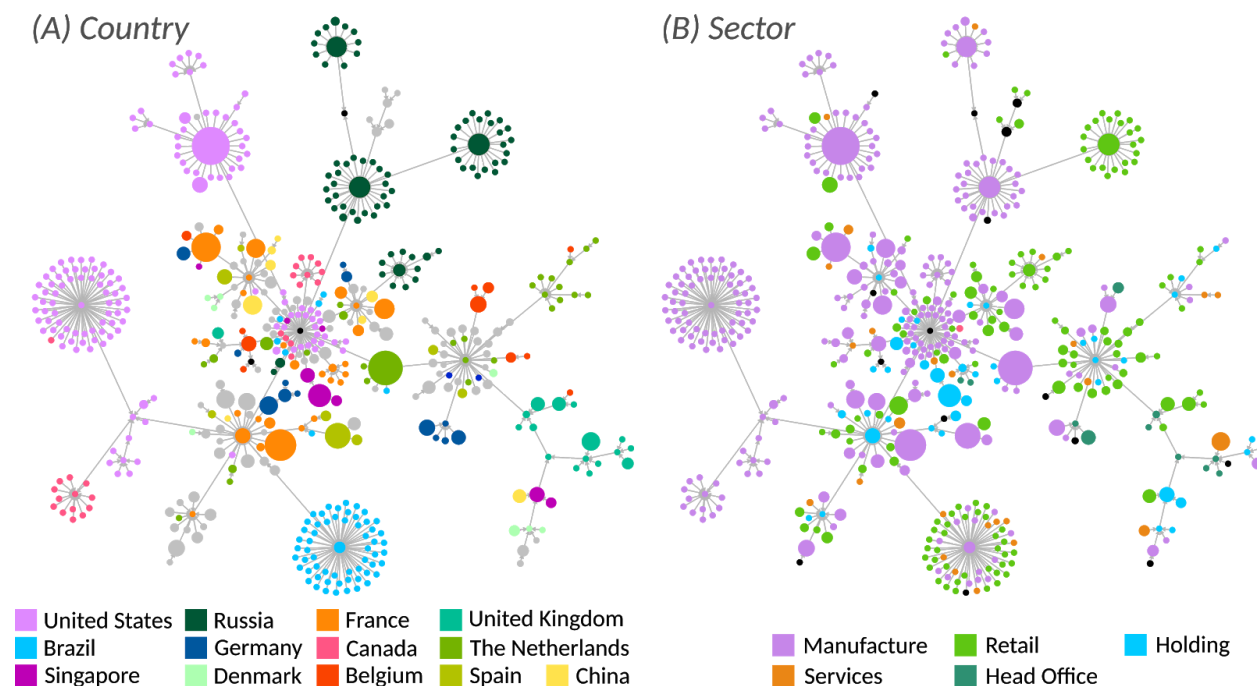 (A) Country
(B) Sector
United States
Russia
France
United Kingdom
Brazil
Germany
Canada
The Netherlands
Singapore
Denmark
Belgium
Spain
China
Manufacture
Retail
Holding
Services
Head Office